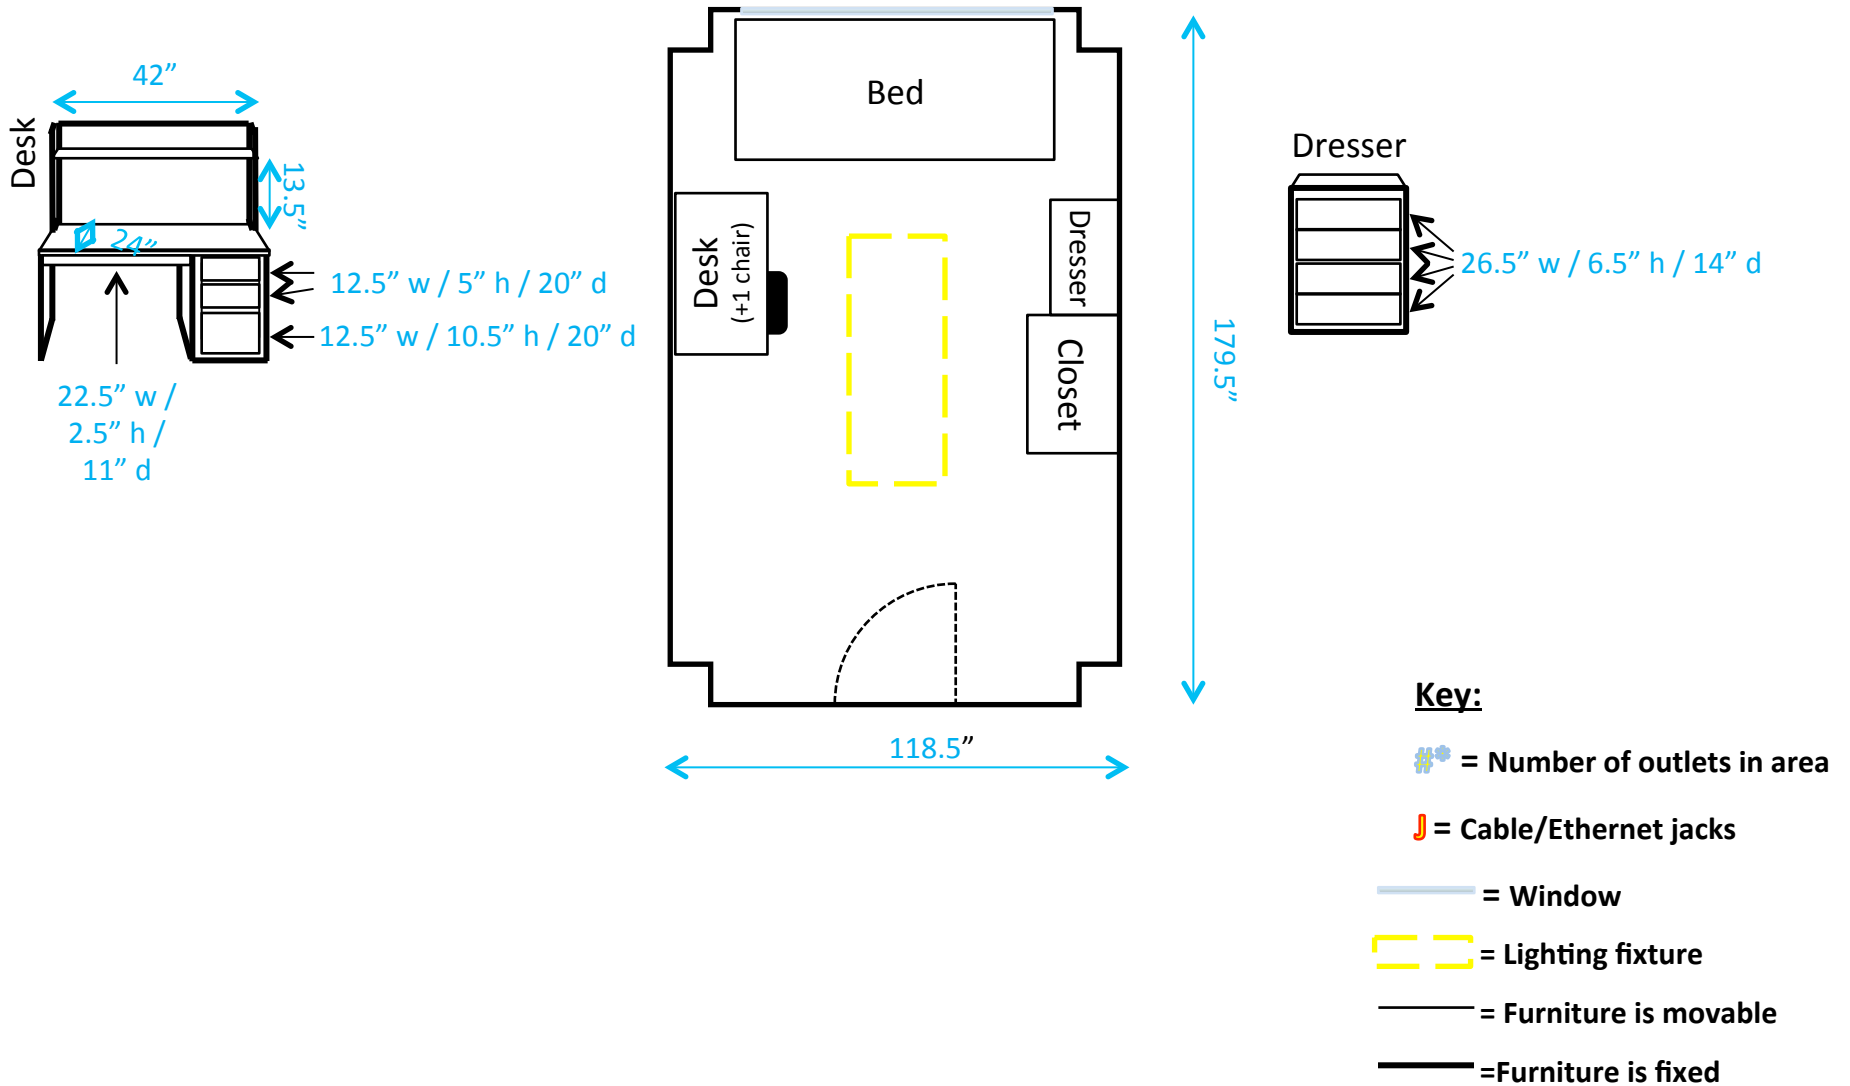 Desk
42”
13.5”
24”
12.5” w / 5” h / 20” d
12.5” w / 10.5” h / 20” d
22.5” w /
2.5” h /
11” d
Bed
Desk
(+1 chair)
Dresser
Closet
179.5”
118.5”
Dresser
26.5” w / 6.5” h / 14” d
Key:
#* = Number of outlets in area
J = Cable/Ethernet jacks
= Window
= Lighting fixture
= Furniture is movable
=Furniture is fixed